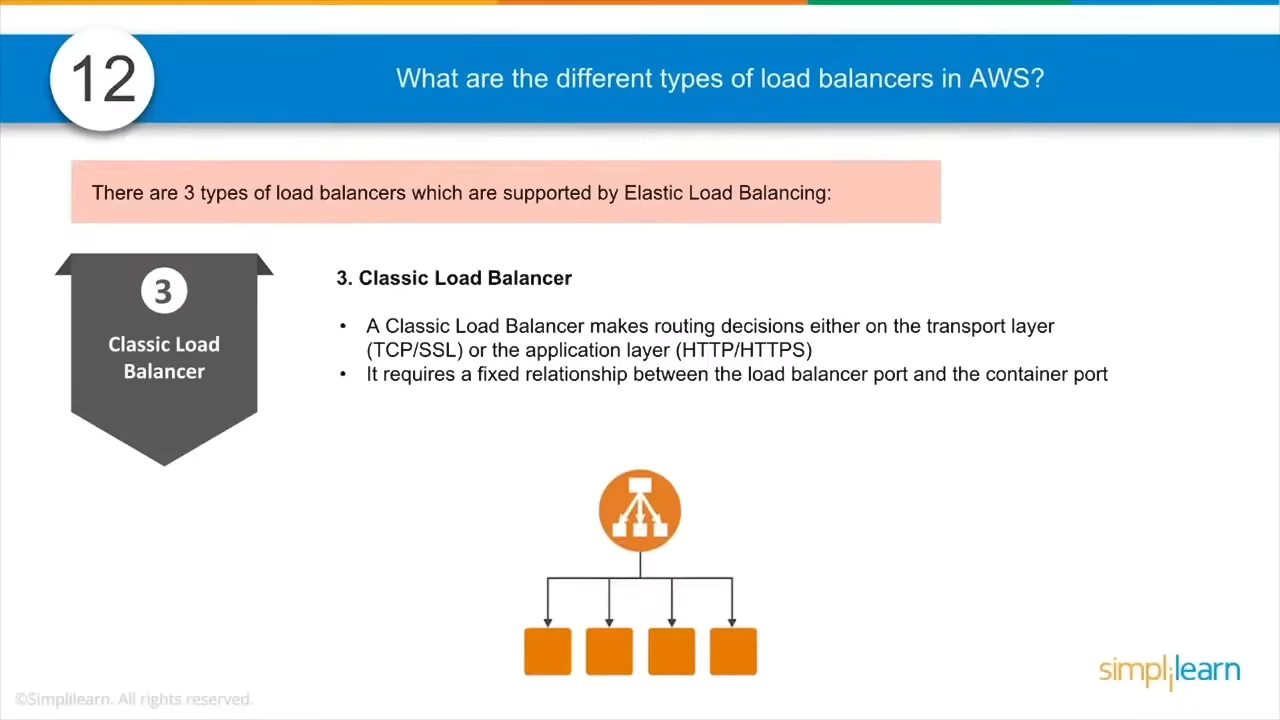 12
What are the different types of load balancers in AWS?
There are 3 types of load balancers which are supported by Elastic Load Balancing:
3
Classic Load
Balancer
3. Classic Load Balancer
• A Classic Load Balancer makes routing decisions either on the transport layer
(TCP/SSL) or the application layer (HTTP/HTTPS)
• It requires a fixed relationship between the load balancer port and the container port
simplilearn
©Simplilearn. All rights reserved.